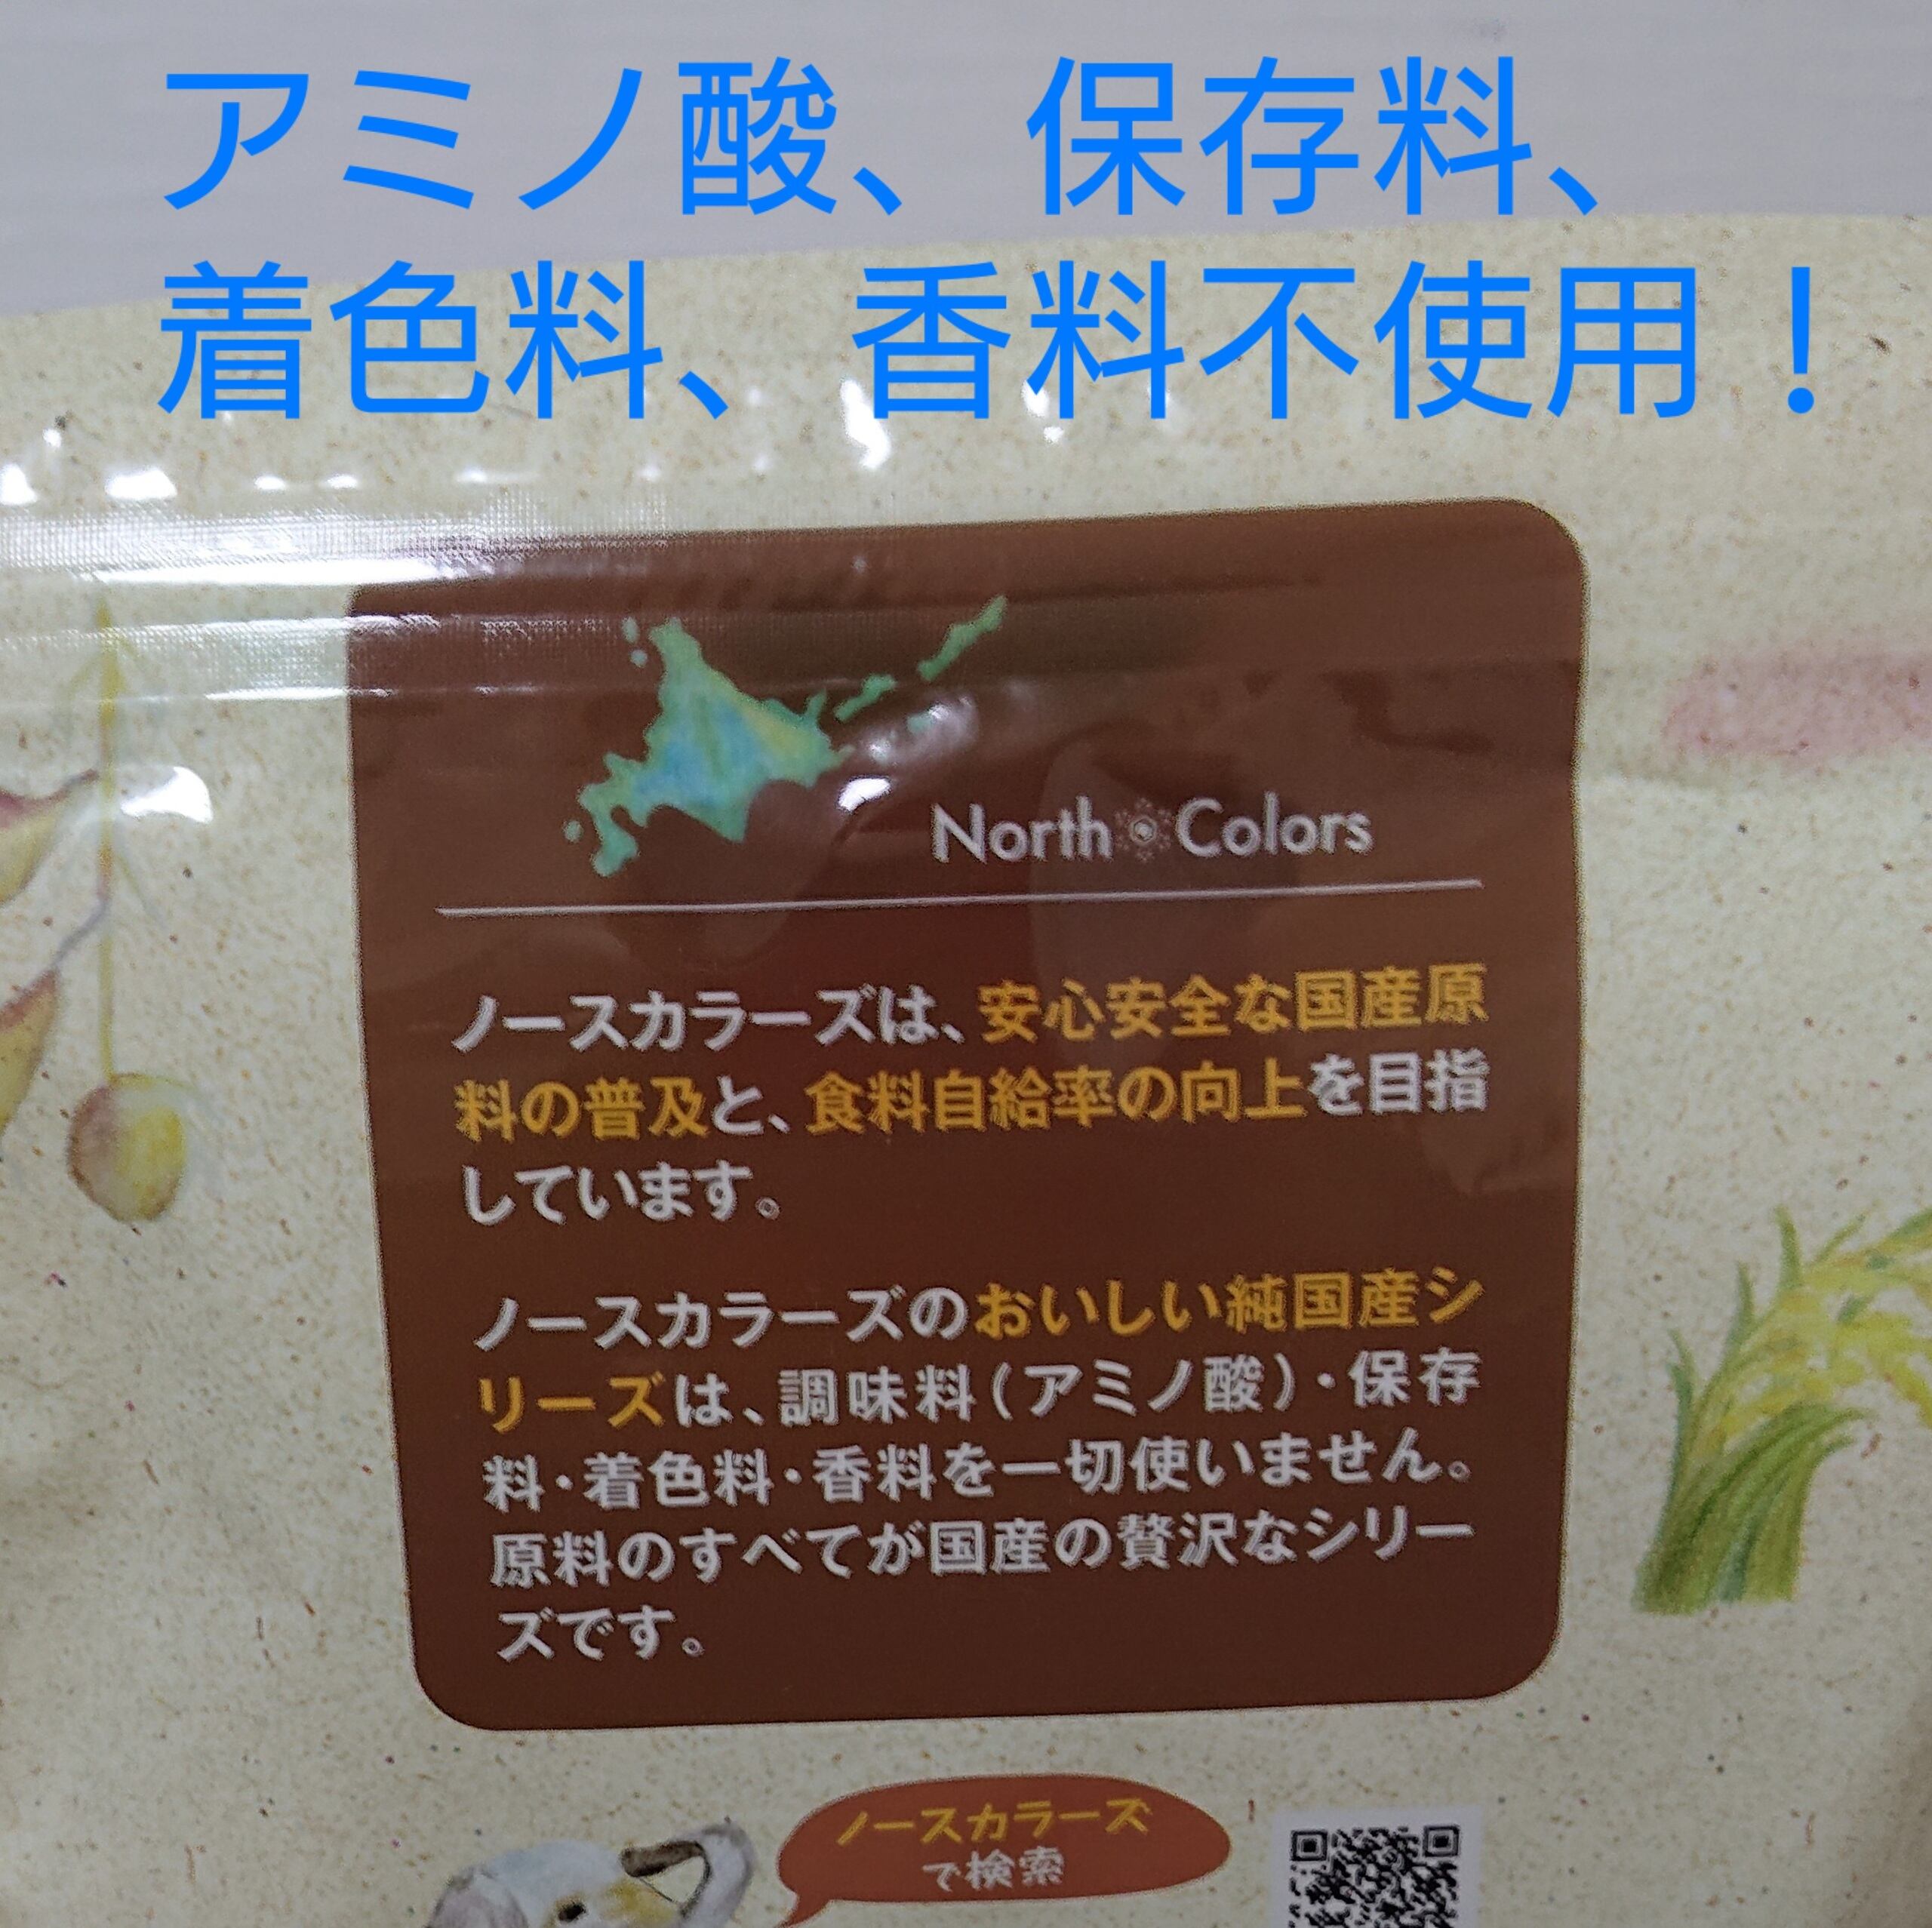 アミノ酸、保存料、
着色料、香料不使用！
North Colors
ノースカラーズは、安心安全な国産原
料の普及と、食料自給率の向上を目指
しています。
ノースカラーズのおいしい純国産シ
リーズは、調味料(アミノ酸)・保存
料・着色料・香料を一切使いません。
原料のすべてが国産の贅沢なシリー
ズです。
ノースカラーズ
で検索